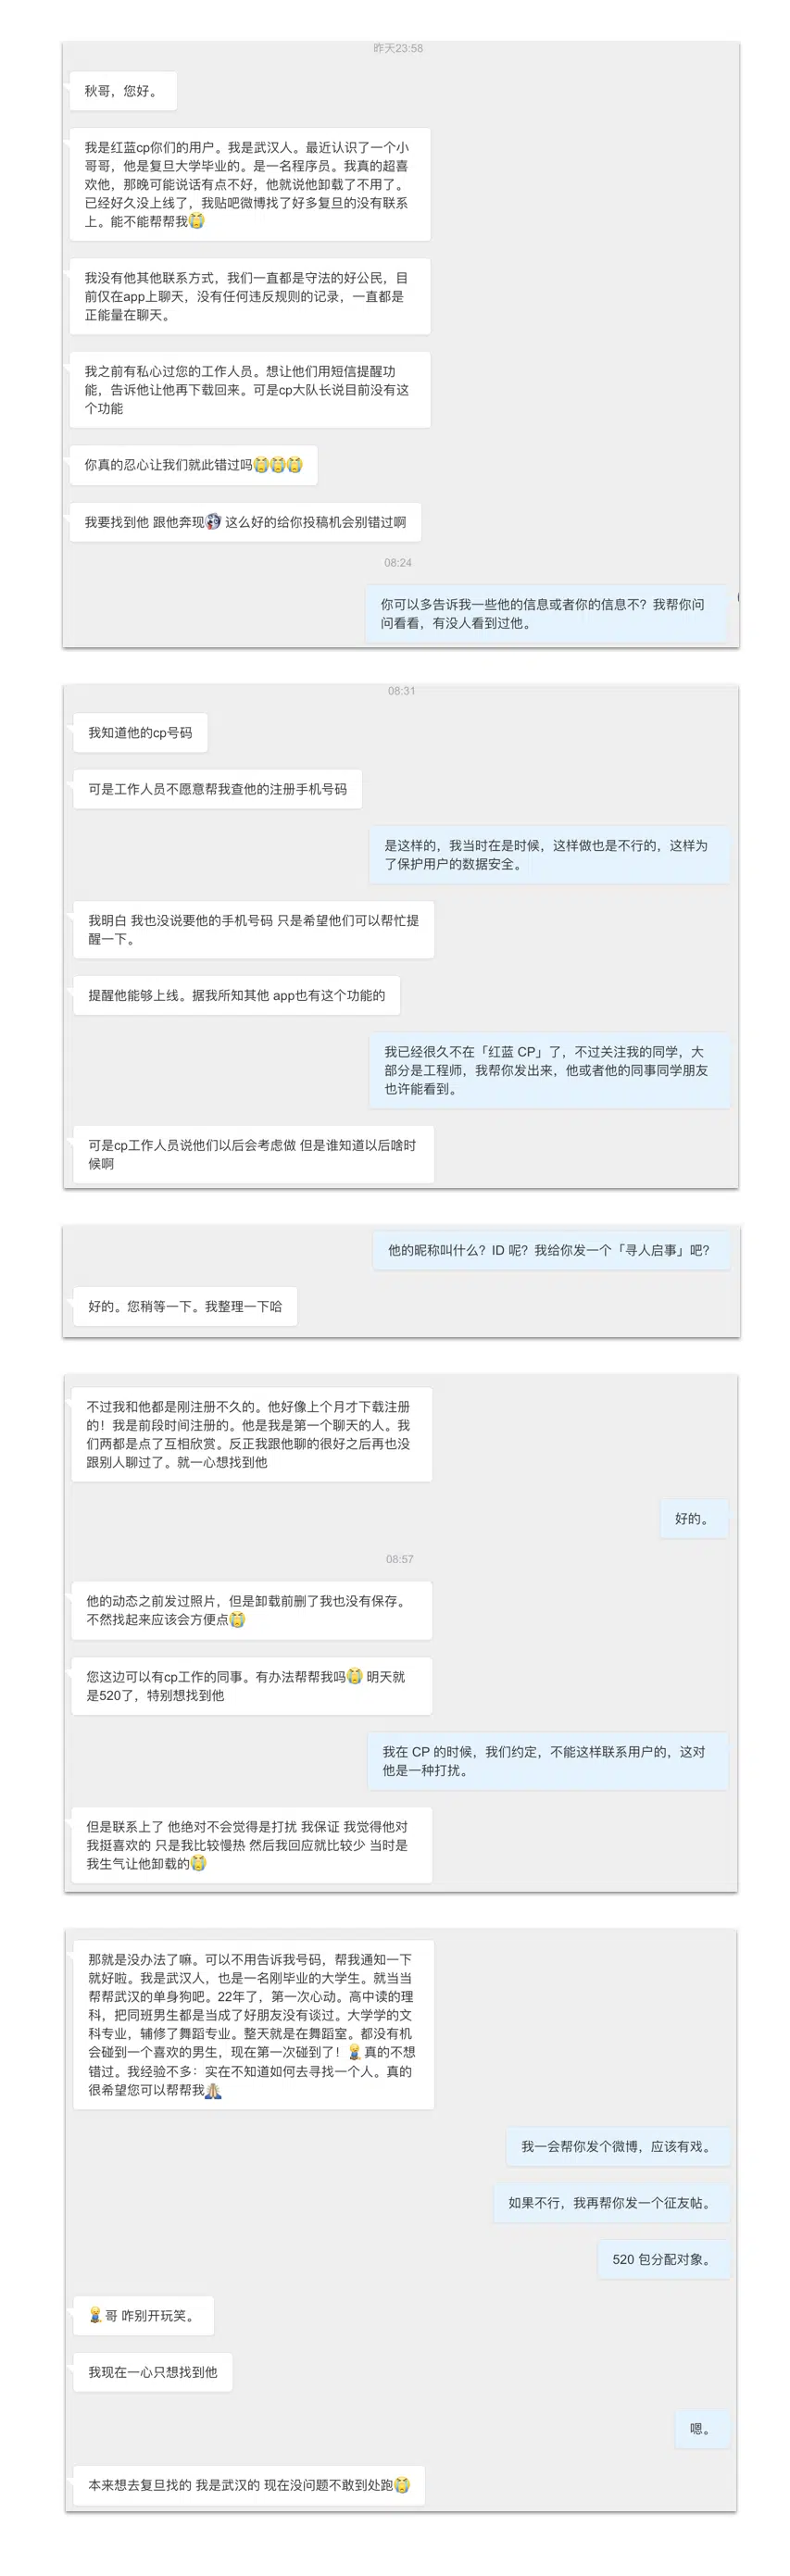 昨天23:58
秋哥，您好。
我是红蓝cp你们的用户。我是武汉人。最近认识了一个小
哥哥，他是复旦大学毕业的。是一名程序员。我真的超喜
欢他，那晚可能说话有点不好，他就说他卸载了不用了。
已经好久没上线了，我贴吧微博找了好多复旦的没有联系
上。能不能帮帮我😭
我没有他其他联系方式，我们一直都是守法的好公民，目
前仅在app上聊天，没有任何违反规则的记录，一直都是
正能量在聊天。
我之前有私心过您的工作人员。想让他们用短信提醒功
能，告诉他让他再下载回来。可是cp大队长说目前没有这
个功能
你真的忍心让我们就此错过吗😭😭😭
我要找到他 跟他奔现 这么好的给你投稿机会别错过啊
08:24
你可以多告诉我一些他的信息或者你的信息不？我帮你问
问看看，有没人看到过他。
08:31
我知道他的cp号码
可是工作人员不愿意帮我查他的注册手机号码
是这样的，我当时在是时候，这样做也是不行的，这样为
了保护用户的数据安全。
我明白 我也没说要他的手机号码 只是希望他们可以帮忙提
醒一下。
提醒他能够上线。据我所知其他 app也有这个功能的
我已经很久不在「红蓝 CP」了，不过关注我的同学，大
部分是工程师，我帮你发出来，他或者他的同事同学朋友
也许能看到。
可是cp工作人员说他们以后会考虑做 但是谁知道以后啥时
候啊
他的昵称叫什么？ID 呢？我给你发一个「寻人启事」吧？
好的。您稍等一下。我整理一下哈
不过我和他都是刚注册不久的。他好像上个月才下载注册
的！我是前段时间注册的。他是我是第一个聊天的人。我
们两都是点了互相欣赏。反正我跟他聊的很好之后再也没
跟别人聊过了。就一心想找到他
好的。
08:57
他的动态之前发过照片，但是卸载前删了我也没有保存。
不然找起来应该会方便点😭
您这边可以有cp工作的同事。有办法帮帮我吗😭 明天就
是520了，特别想找到他
我在 CP 的时候，我们约定，不能这样联系用户的，这对
他是一种打扰。
但是联系上了 他绝对不会觉得是打扰 我保证 我觉得他对
我挺喜欢的 只是我比较慢热 然后我回应就比较少 当时是
我生气让他卸载的😭
那就是没办法了嘛。可以不用告诉我号码，帮我通知一下
就好啦。我是武汉人，也是一名刚毕业的大学生。就当当
帮帮武汉的单身狗吧。22年了，第一次心动。高中读的理
科，把同班男生都是当成了好朋友没有谈过。大学学的文
科专业，辅修了舞蹈专业。整天就是在舞蹈室。都没有机
会碰到一个喜欢的男生，现在第一次碰到了！真的不想
错过。我经验不多：实在不知道如何去寻找一个人。真的
很希望您可以帮帮我🙏
我一会帮你发个微博，应该有戏。
如果不行，我再帮你发一个征友帖。
520 包分配对象。
哥 咋别开玩笑。
我现在一心只想找到他
嗯。
本来想去复旦找的 我是武汉的 现在没问题不敢到处跑😭